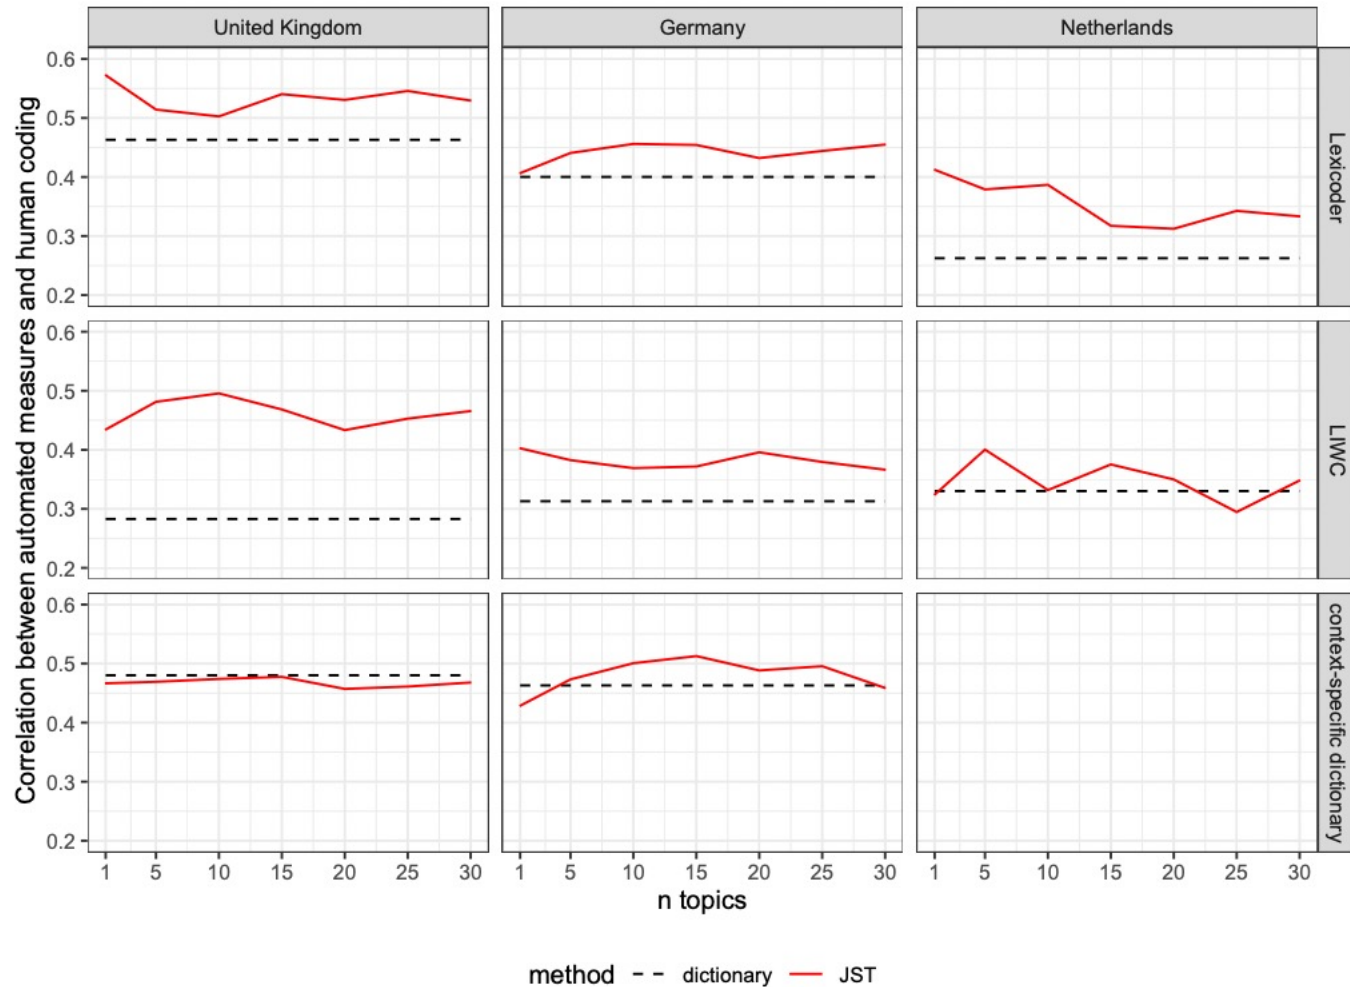 United Kingdom
Germany
Netherlands
Correlation between automated measures and human coding
0.6
0.5
0.4
0.3
0.2
Lexicoder
0.6
0.5
0.4
0.3
0.2
LIWC
0.6
0.5
0.4
0.3
0.2
context-specific dictionary
1 5 10 15 20 25 30
1 5 10 15 20 25 30
1 5 10 15 20 25 30
n topics
method dictionary JST